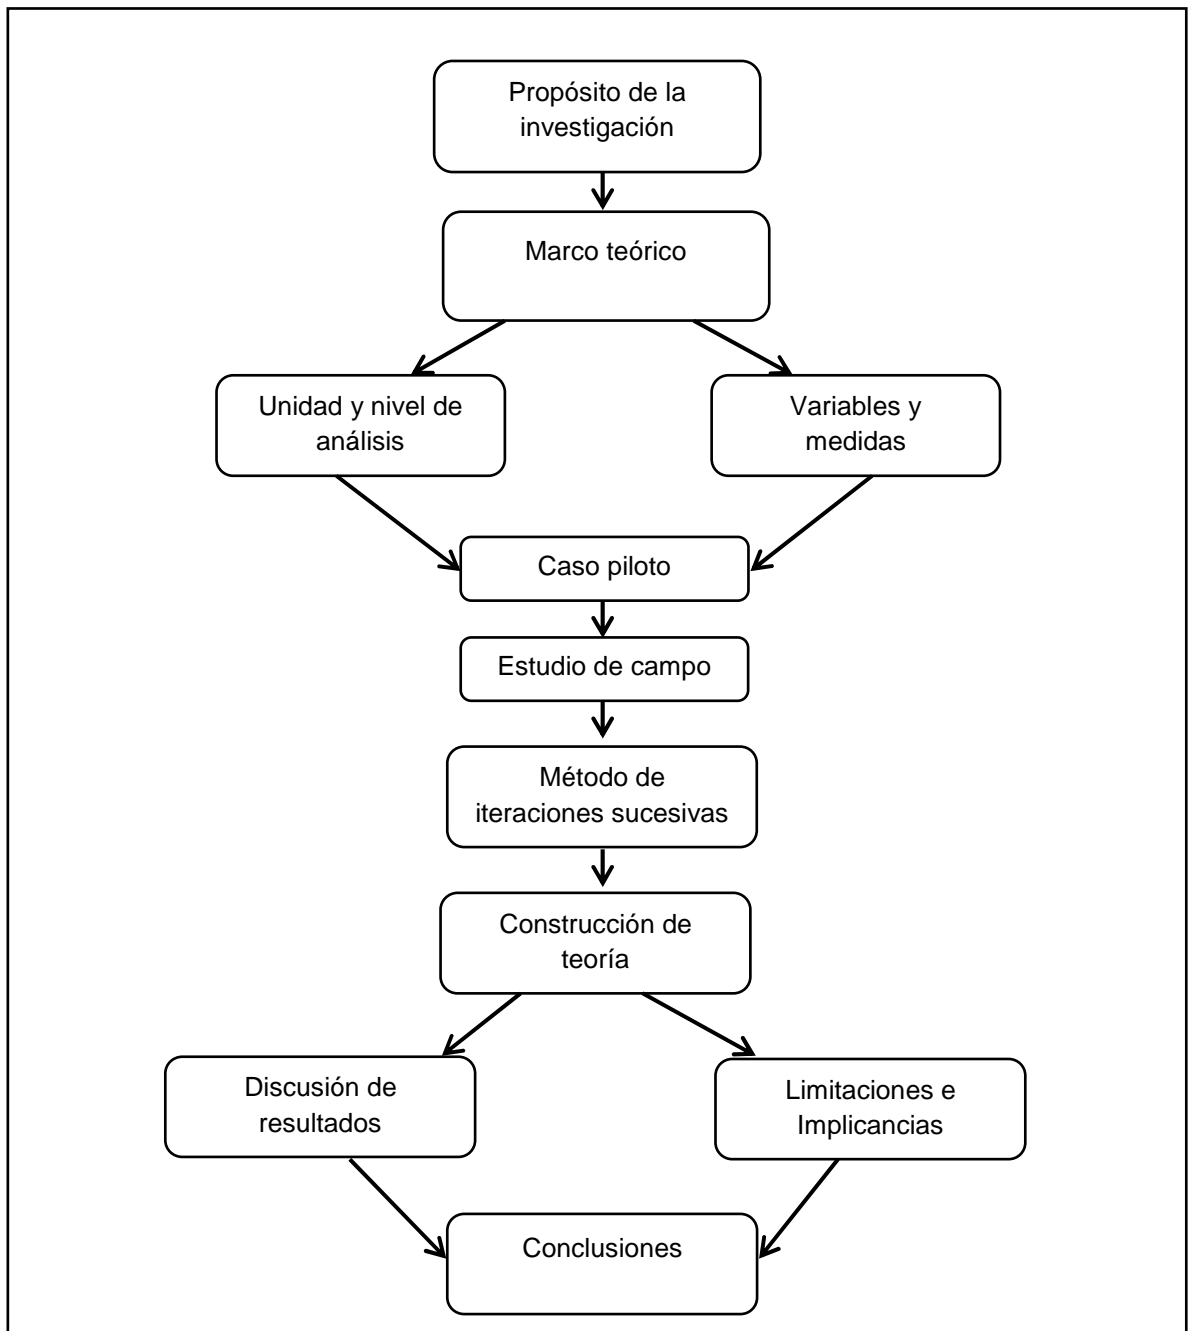 Propósito de la
investigación
Marco teórico
Unidad y nivel de
análisis
Variables y
medidas
Caso piloto
Estudio de campo
Método de
iteraciones sucesivas
Construcción de
teoría
Discusión de
resultados
Limitaciones e
Implicancias
Conclusiones